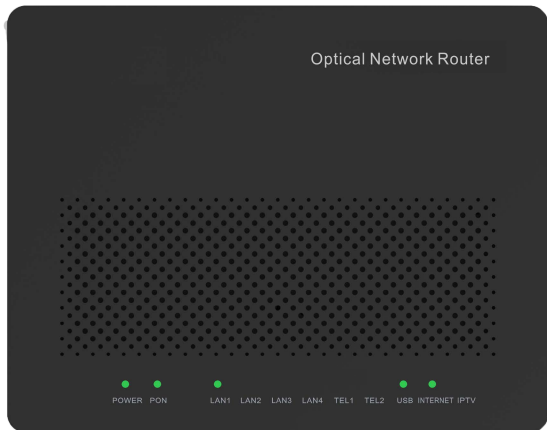 Optical Network Router
POWER PON LAN1 LAN2 LAN3 LAN4 TEL1 TEL2 USB INTERNET IPTV